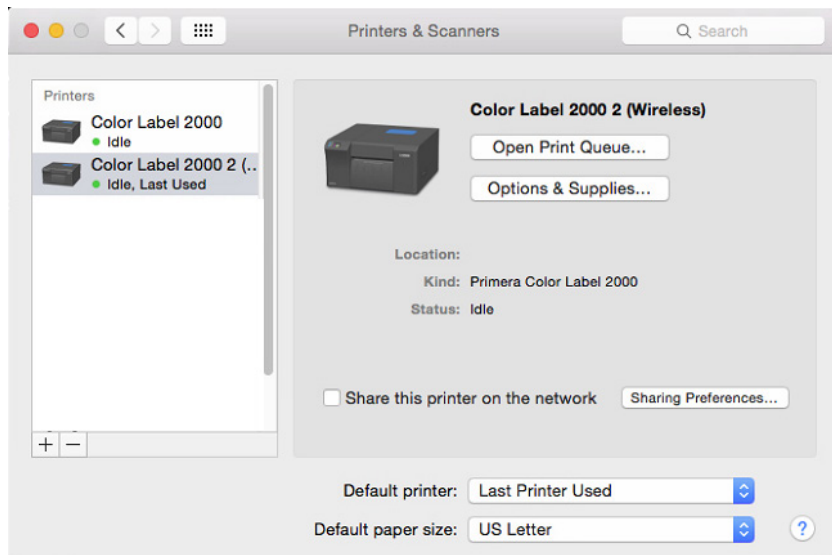 Printers & Scanners
Search
Printers
Color Label 2000
Idle
Color Label 2000 2 (..
Idle, Last Used
Color Label 2000 2 (Wireless)
Open Print Queue...
Options & Supplies...
Location:
Kind: Primera Color Label 2000
Status: Idle
Share this printer on the network
Sharing Preferences...
+ −
Default printer: Last Printer Used
Default paper size: US Letter
?